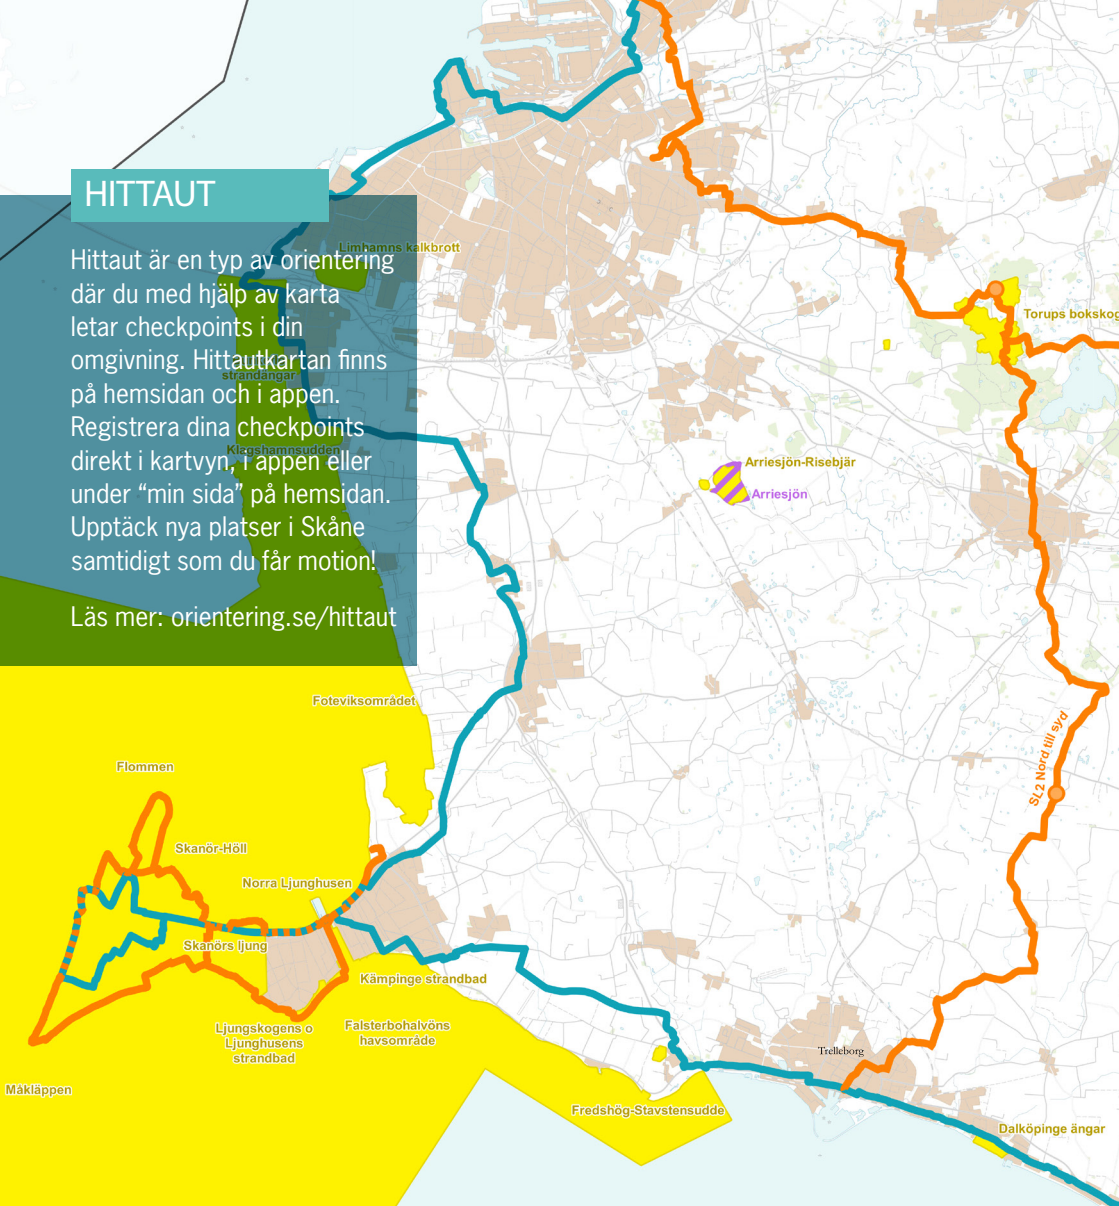 HITTAUT
Limhamns kalkbrott
Hittaut är en typ av orientering
där du med hjälp av karta
letar checkpoints i din
omgivning. Hittautkartan finns
på hemsidan och i appen.
Registrera dina checkpoints
direkt i kartvyn, i appen eller
under “min sida” på hemsidan.
Upptäck nya platser i Skåne
samtidigt som du får motion!
Läs mer: orientering.se/hittaut
strandängar
Klagshamnsudden
Torups bokskog
Arriesjön-Risebjär
Arriesjön
Foteviksområdet
SL2 Nord till syd
Flommen
Skanör-Höll
Norra Ljunghusen
Skanörs ljung
Kämpinge strandbad
Ljungskogens o
Ljunghusens
strandbad
Falsterbohalvöns
havsområde
Trelleborg
Måkläppen
Fredshög-Stavstensudde
Dalköpinge ängar